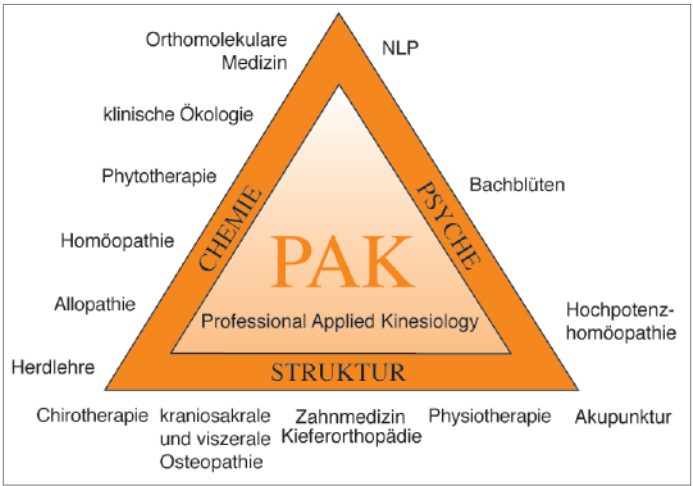 Orthomolekulare
Medizin
NLP
klinische Ökologie
Phytotherapie
Bachblüten
CHEMIE
PSYCHE
Homöopathie
PAK
Allopathie
Professional Applied Kinesiology
Hochpotenz-
homöopathie
Herdlehre
STRUKTUR
Chirotherapie
kraniosakrale
und viszerale
Osteopathie
Zahnmedizin
Kieferorthopädie
Physiotherapie
Akupunktur